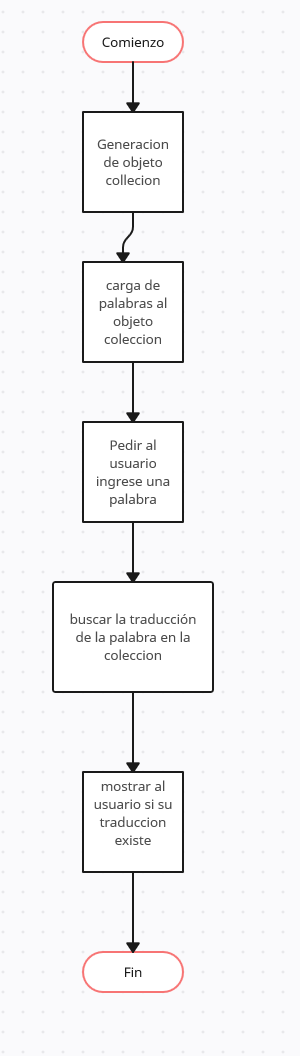 Comienzo
Generacion
de objeto
collecion
carga de
palabras al
objeto
coleccion
Pedir al
usuario
ingrese una
palabra
buscar la traducción
de la palabra en la
coleccion
mostrar al
usuario si su
traduccion
existe
Fin